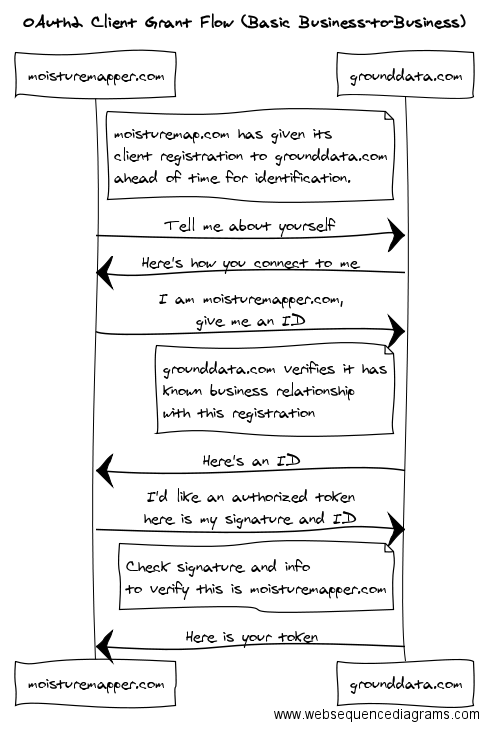 OAuth2 Client Grant Flow (Basic Business-to-Business)
moisturemapper.com
grounddata.com
moisturemap.com has given its
client registration to grounddata.com
ahead of time for identification.
Tell me about yourself
Here's how you connect to me
I am moisturemapper.com,
give me an ID
grounddata.com verifies it has
known business relationship
with this registration
Here's an ID
I'd like an authorized token
here is my signature and ID
Check signature and info
to verify this is moisturemapper.com
Here is your token
moisturemapper.com
grounddata.com
www.websequencediagrams.com